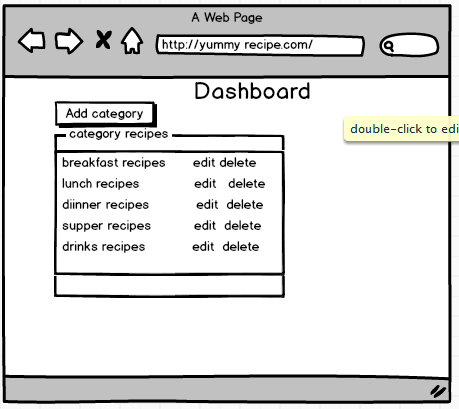 A Web Page
http://yummy recipe.com/
Dashboard
Add category
double-click to edi
category recipes
breakfast recipes edit delete
lunch recipes edit delete
diinner recipes edit delete
supper recipes edit delete
drinks recipes edit delete